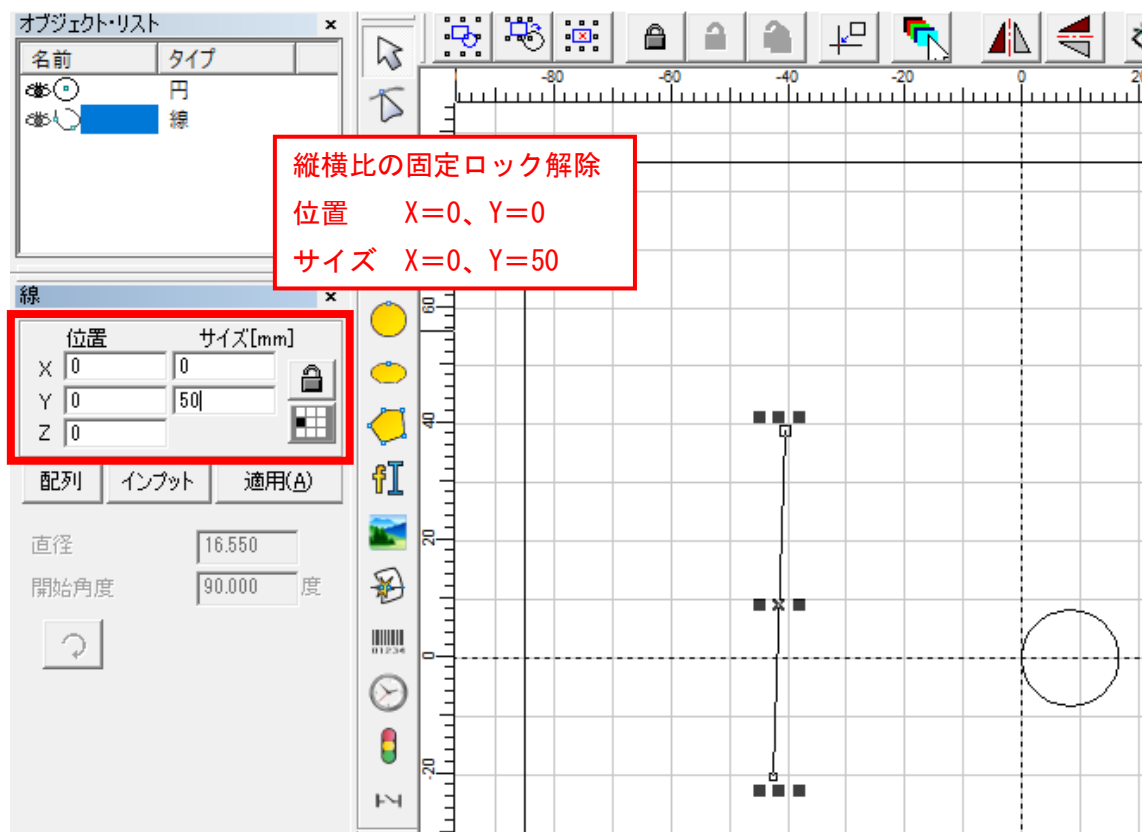 オブジェクト・リスト
名前 タイプ
円
線
縦横比の固定ロック解除
位置 X＝0、Y＝0
サイズ X＝0、Y＝50
線
位置 サイズ[mm]
X 0 0
Y 0 50
Z 0
配列 インプット 適用(A)
直径 16.550
開始角度 90.000 度
-80 -60 -40 -20 0 20
60
40
20
0
-20
01234